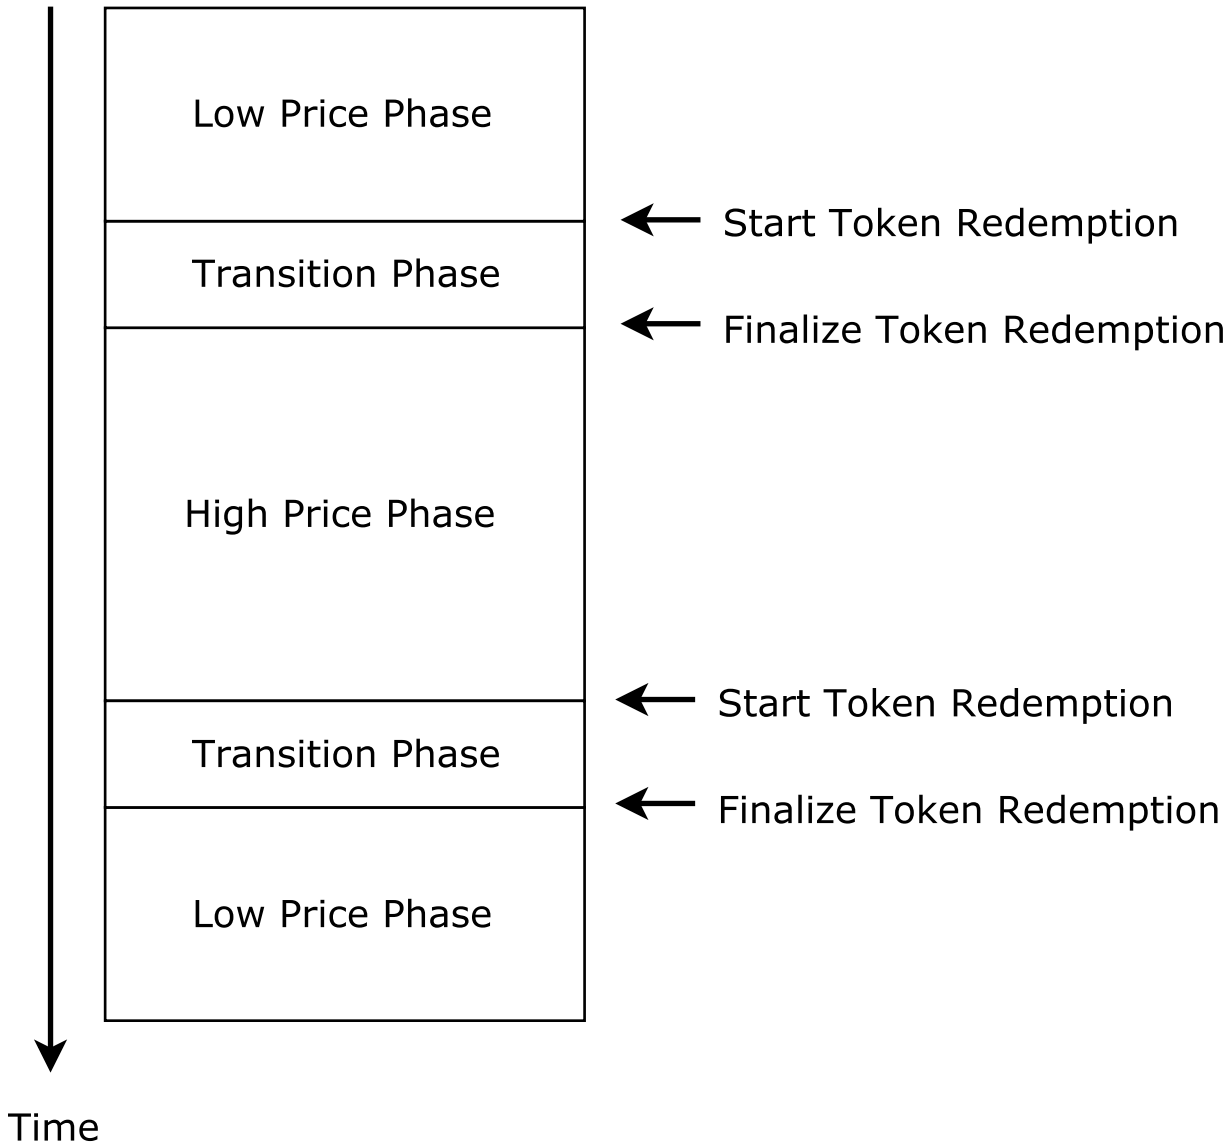 Low Price Phase
Start Token Redemption
Transition Phase
Finalize Token Redemption
High Price Phase
Start Token Redemption
Transition Phase
Finalize Token Redemption
Low Price Phase
Time